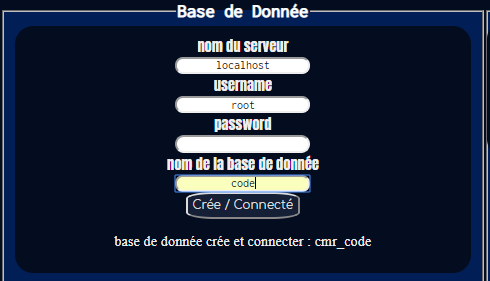 Base de Donnée
nom du serveur
localhost
username
root
password
nom de la base de donnée
code
Crée / Connecté
base de donnée crée et connecter : cmr_code